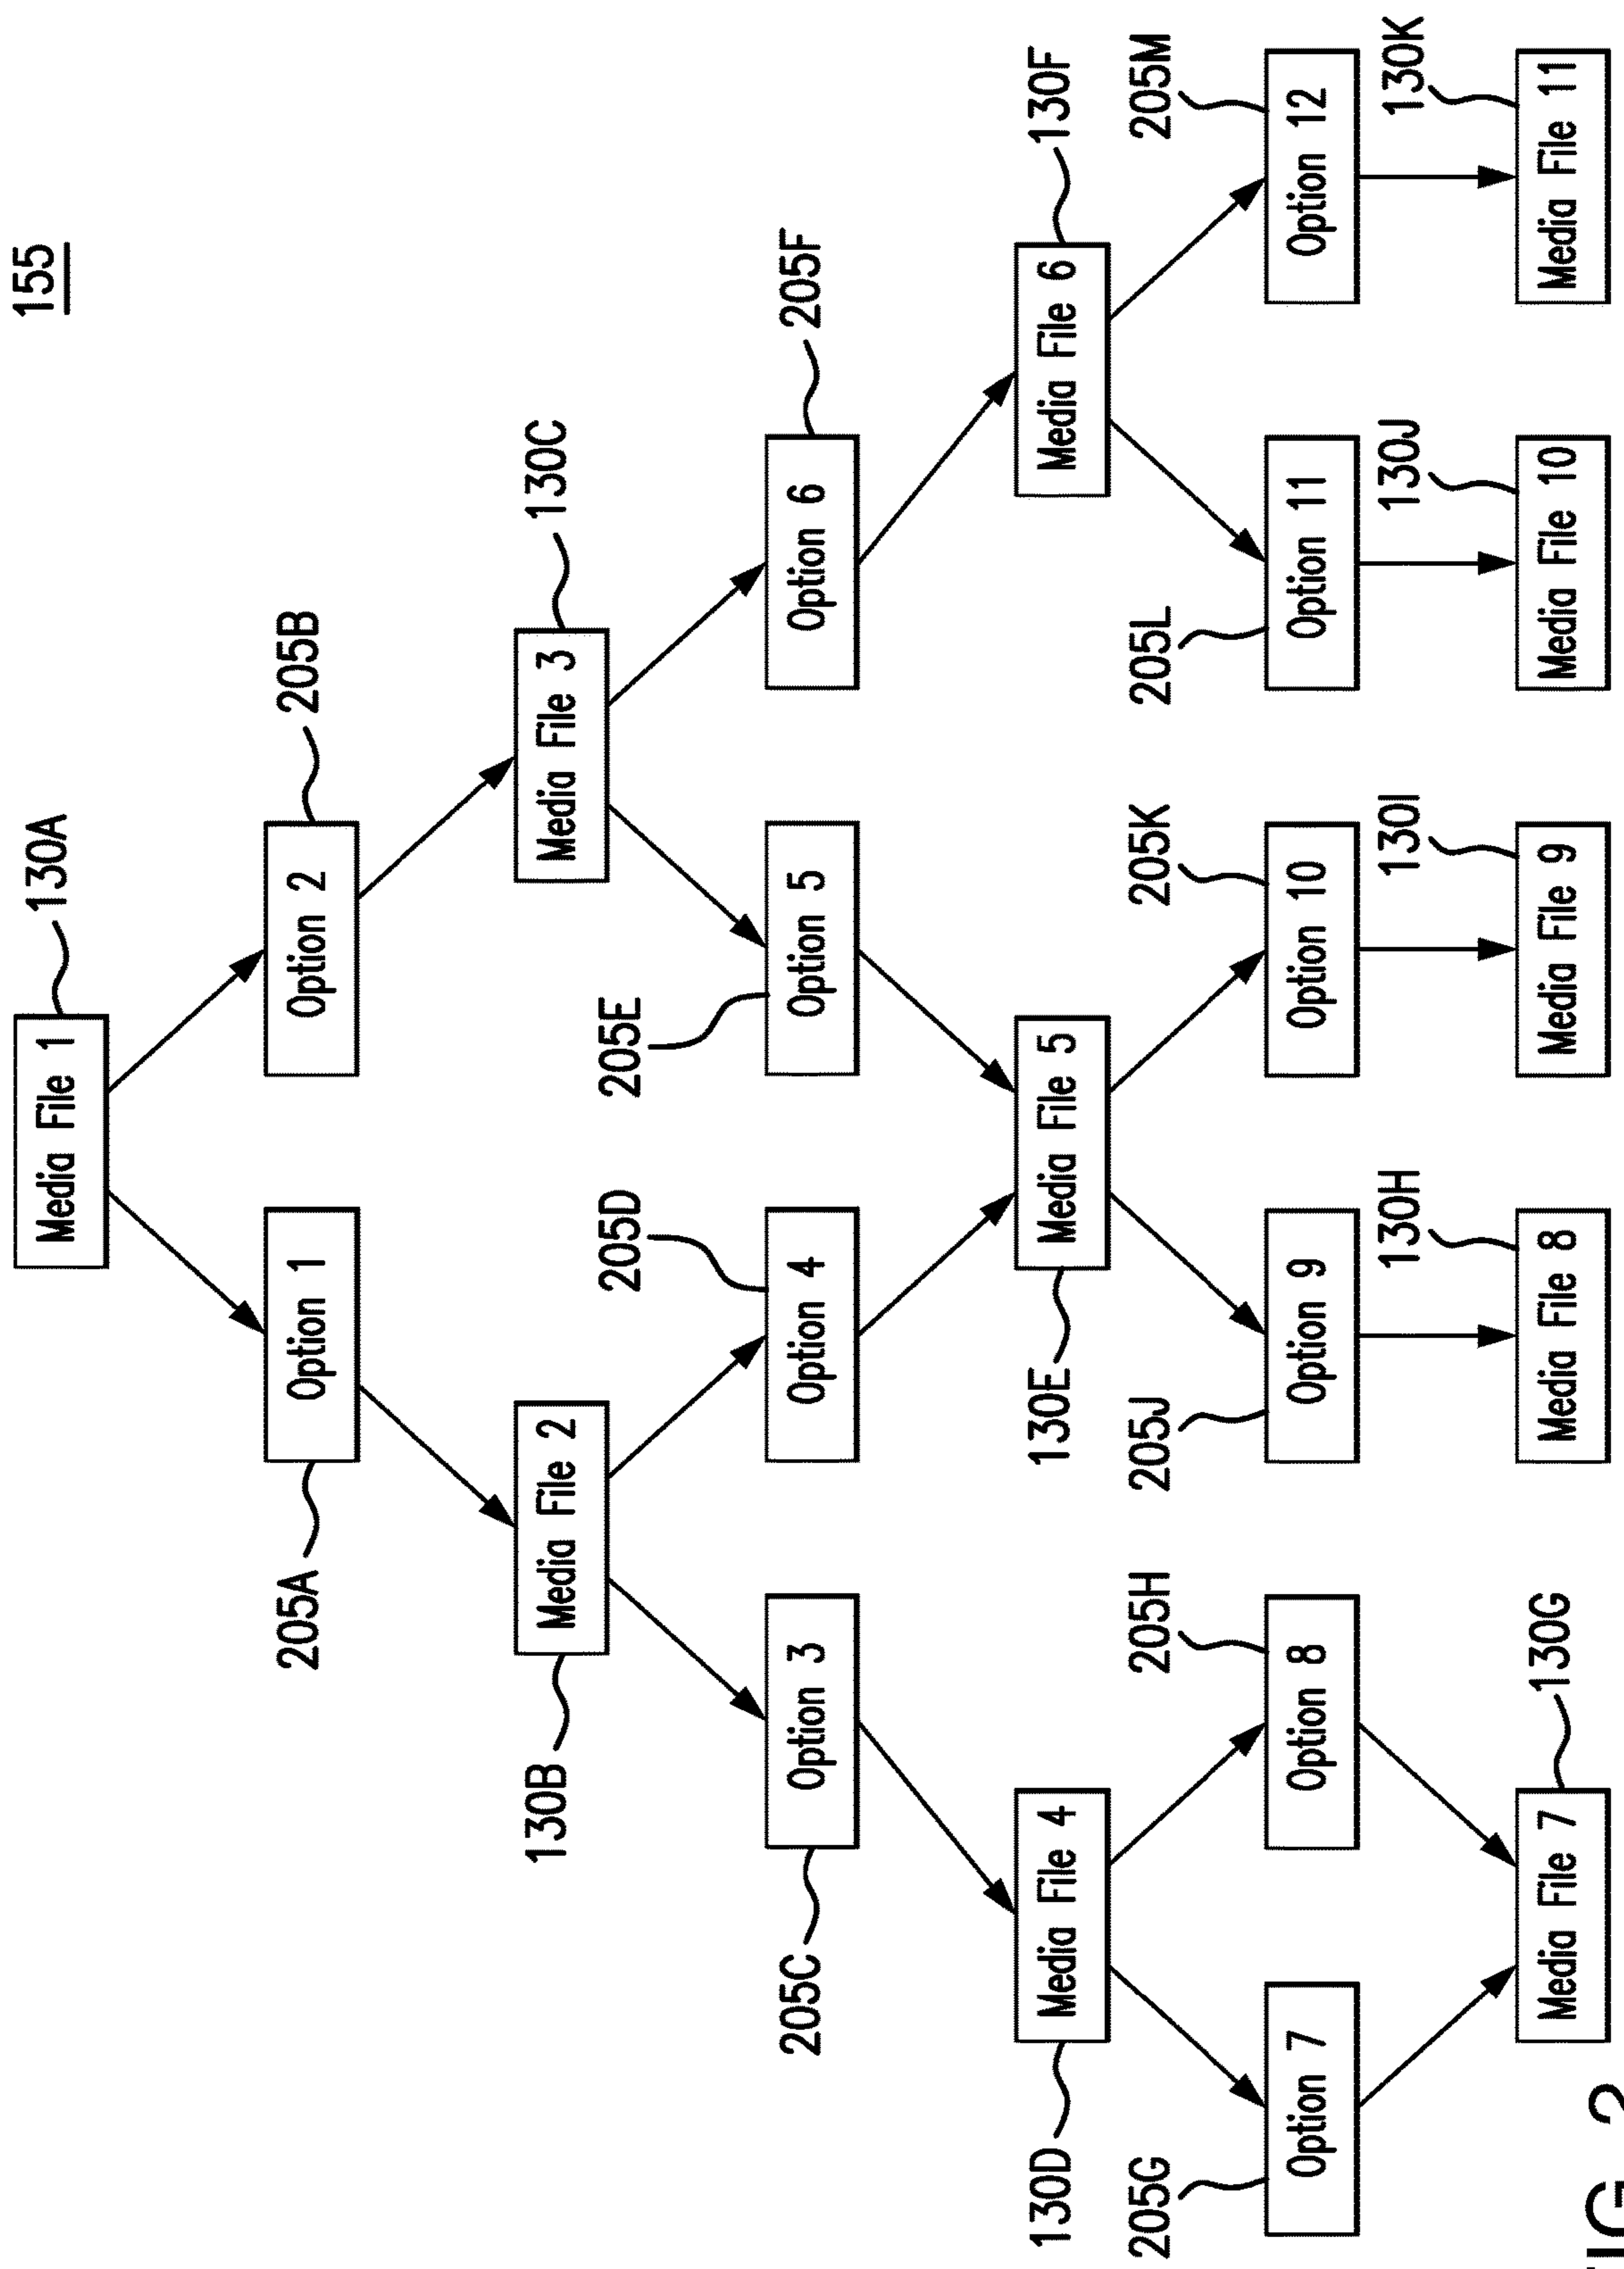 155
Media File 1
130A
205A
Option 1
Option 2
205B
130B
Media File 2
Media File 3
130C
205C
Option 3
205D
Option 4
205E
Option 5
Option 6
205F
130D
Media File 4
130E
Media File 5
Media File 6
130F
205G
Option 7
205H
Option 8
205J
Option 9
205K
Option 10
205L
Option 11
205M
Option 12
130G
Media File 7
130H
Media File 8
130I
Media File 9
130J
Media File 10
130K
Media File 11
IG. 2